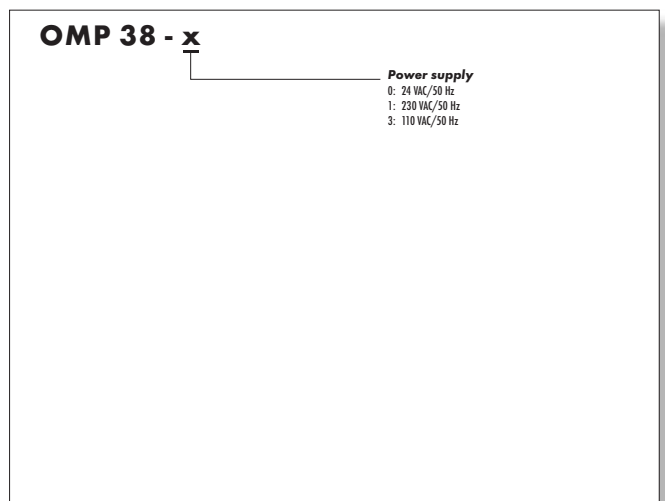 OMP 38 - x
Power supply
0: 24 VAC/50 Hz
1: 230 VAC/50 Hz
3: 110 VAC/50 Hz